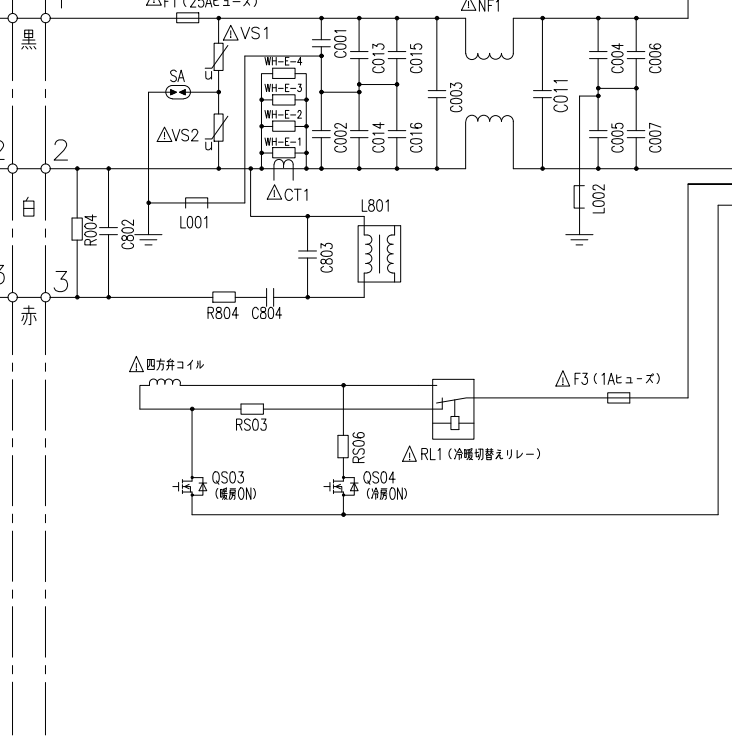 F1(25Aヒューズ)
NF1
黒
VS1
C001
C013
C015
C004
C006
WH-E-4
SA
WH-E-3
C003
C011
WH-E-2
VS2
C002
C014
C016
C005
C007
WH-E-1
2
2
CT1
白
L001
L002
L801
R004
C802
C803
3
3
赤
R804
C804
四方弁コイル
F3(1Aヒューズ)
RS03
RS06
RL1(冷暖切替えリレー)
QS03
(暖房ON)
QS04
(冷房ON)